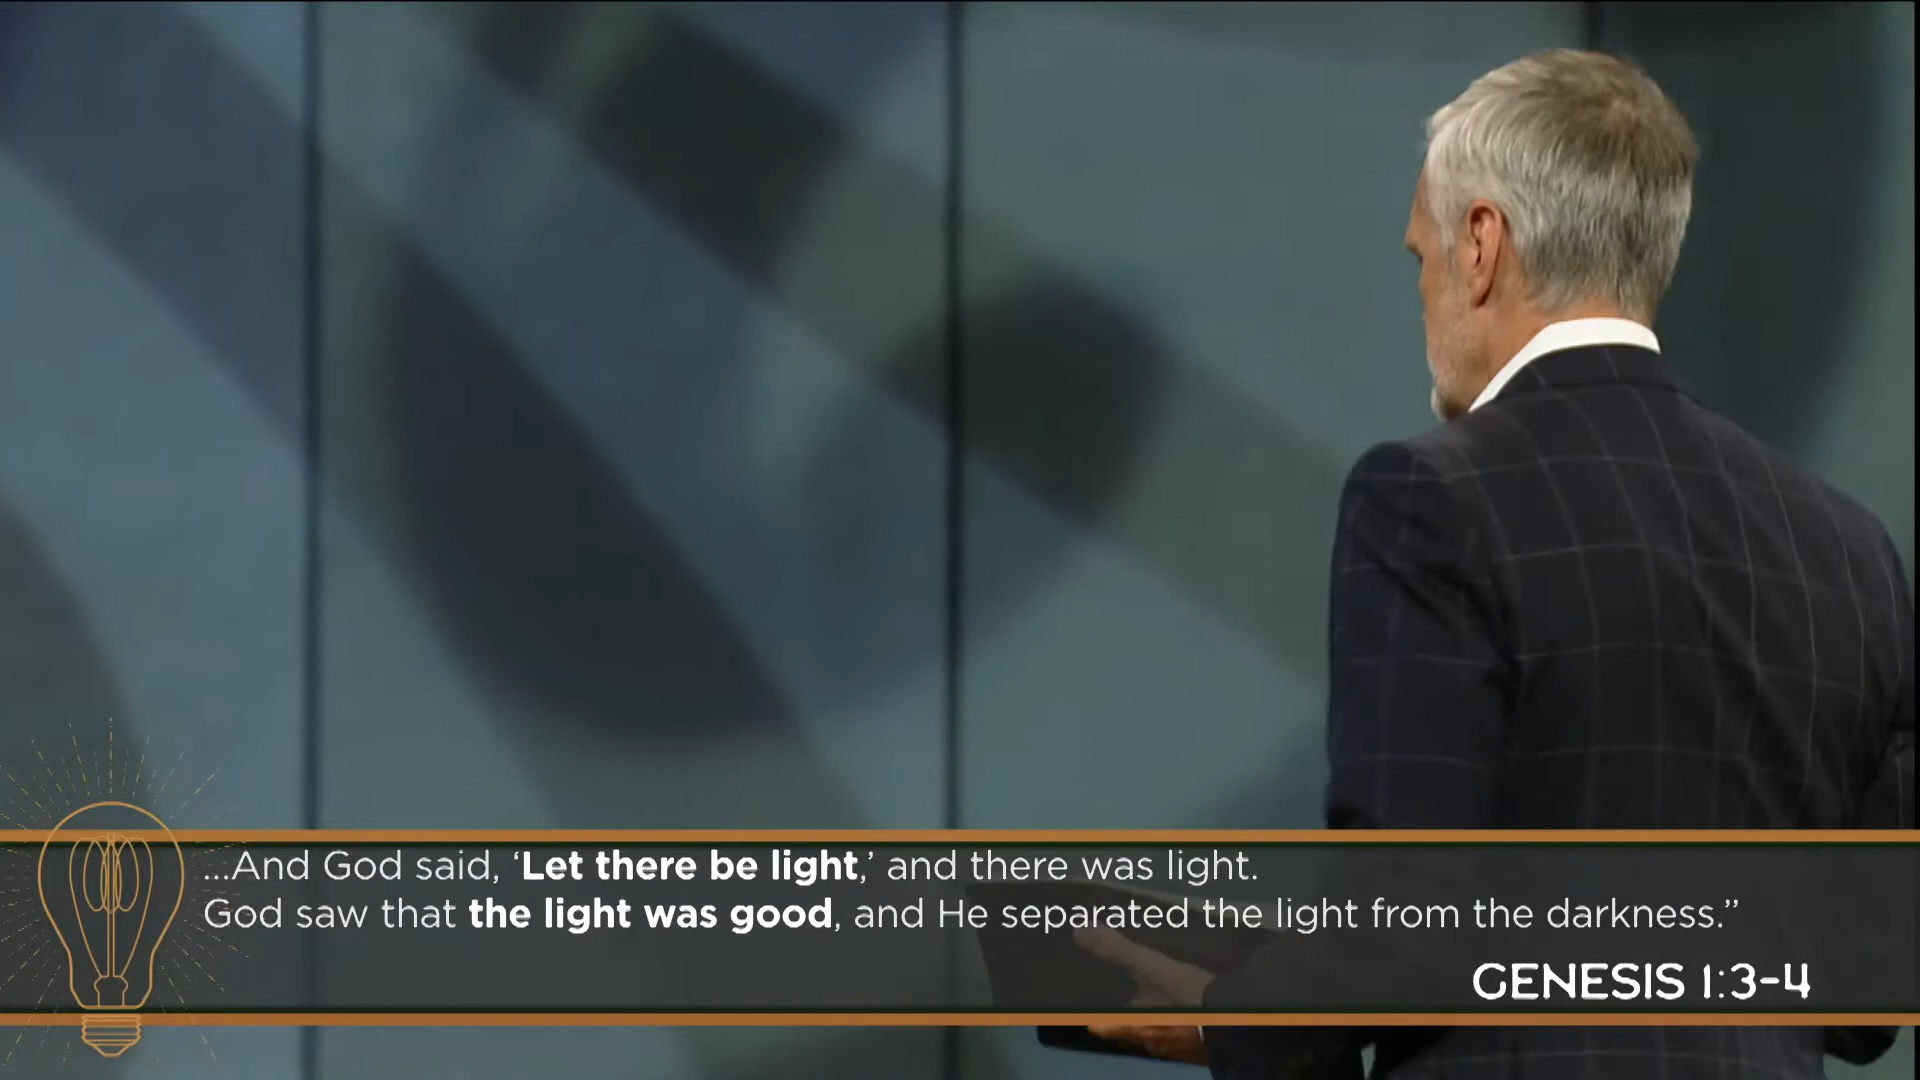 ...And God said, ‘Let there be light,’ and there was light.
God saw that the light was good, and He separated the light from the darkness.”
GENESIS 1:3-4